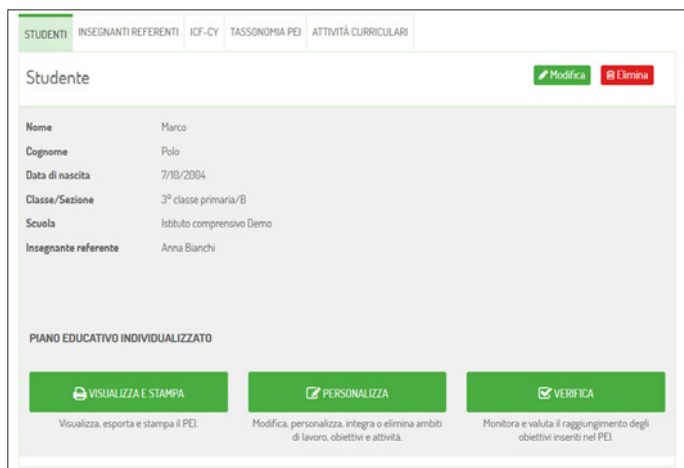 STUDENTI INSEGNANTI REFERENTI ICF-CY TASSONOMIA PEI ATTIVITÀ CURRICULARI
Studente Modifica Elimina
Nome Marco
Cognome Polo
Data di nascita 7/10/2004
Classe/Sezione 3° classe primaria/B
Scuola Istituto comprensivo Demo
Insegnante referente Anna Bianchi
PIANO EDUCATIVO INDIVIDUALIZZATO
VISUALIZZA E STAMPA PERSONALIZZA VERIFICA
Visualizza, esporta e stampa il PEI. Modifica, personalizza, integra o elimina ambiti Monitora e valuta il raggiungimento degli
di lavoro, obiettivi e attività. obiettivi inseriti nel PEI.